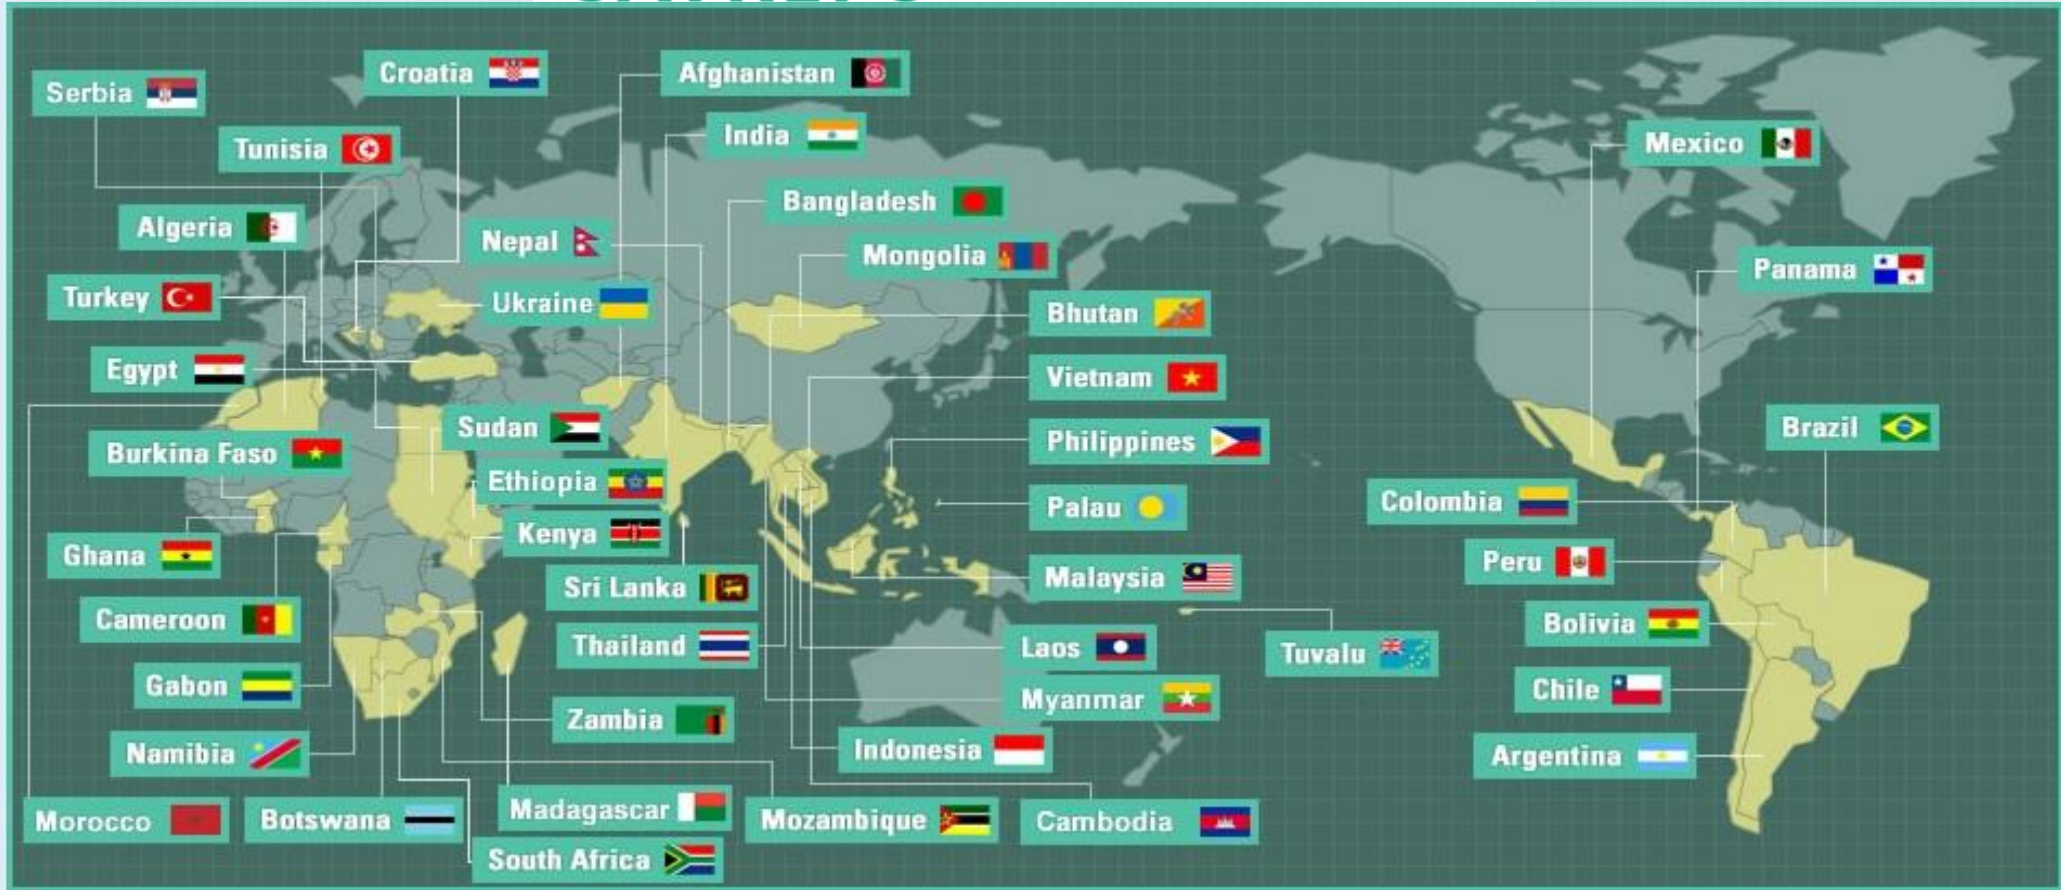 Serbia
Croatia
Afghanistan
Tunisia
India
Mexico
Algeria
Bangladesh
Nepal
Mongolia
Panama
Turkey
Ukraine
Bhutan
Egypt
Vietnam
Sudan
Brazil
Burkina Faso
Philippines
Ethiopia
Colombia
Kenya
Palau
Ghana
Peru
Sri Lanka
Malaysia
Cameroon
Bolivia
Thailand
Laos
Tuvalu
Gabon
Chile
Zambia
Myanmar
Namibia
Indonesia
Argentina
Morocco
Botswana
Madagascar
Mozambique
Cambodia
South Africa